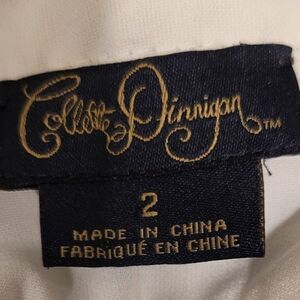 Collette Dinnigan™
2
MADE IN CHINA
FABRIQUÉ EN CHINE